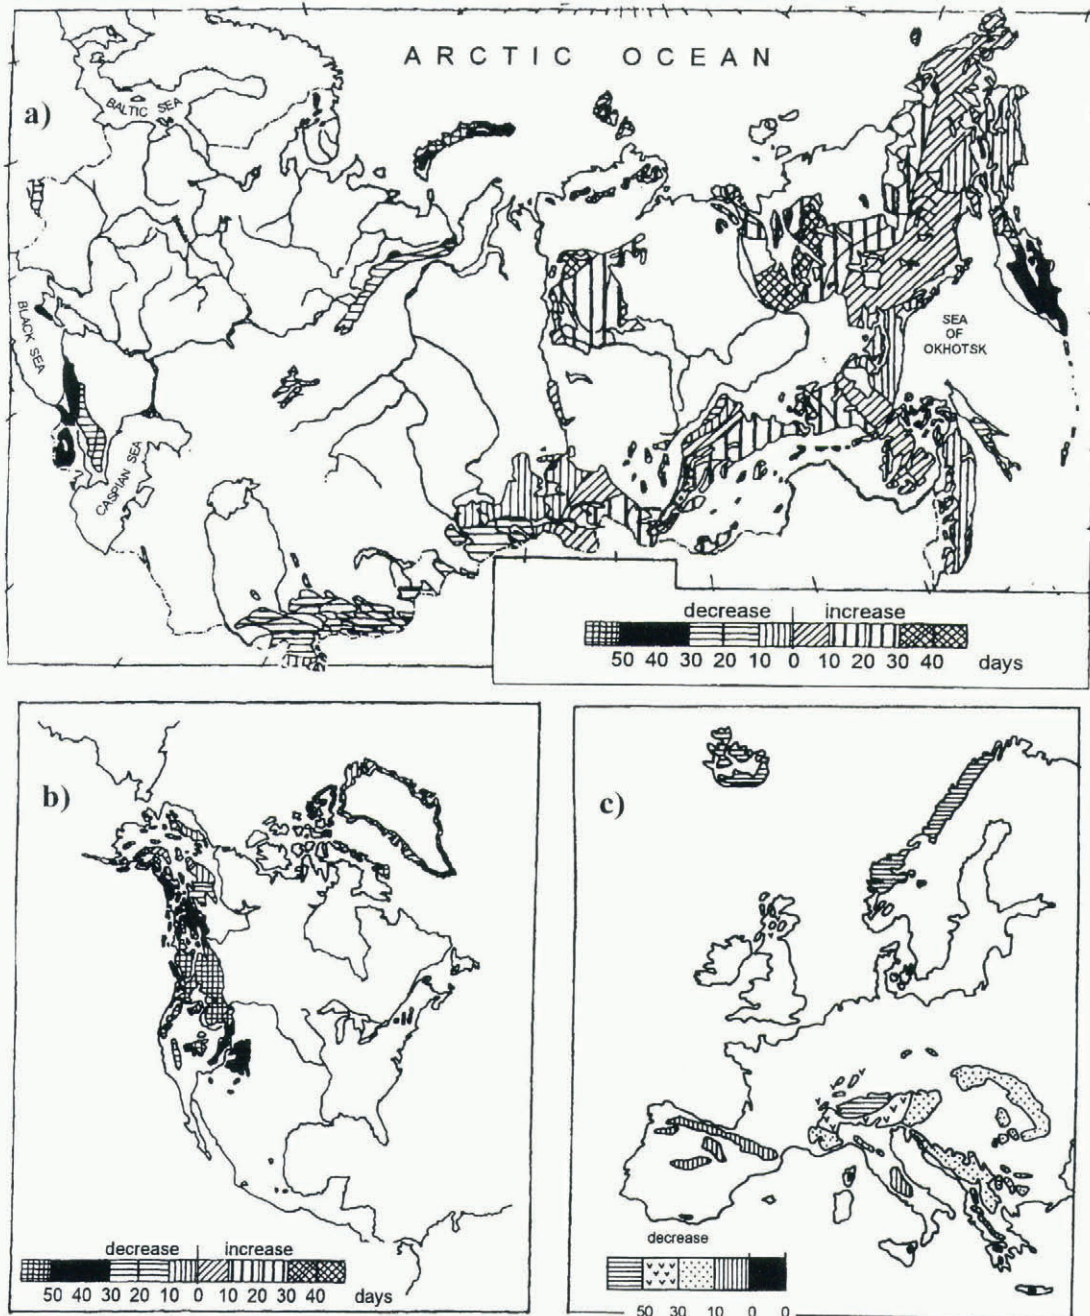 ARCTIC OCEAN
a)
BALTIC SEA
BLACK SEA
CASPIAN SEA
SEA
OF
OKHOTSK
decrease increase
50 40 30 20 10 0 10 20 30 40 days
b)
decrease increase
50 40 30 20 10 0 10 20 30 40 days
c)
decrease
50 30 10 0 0